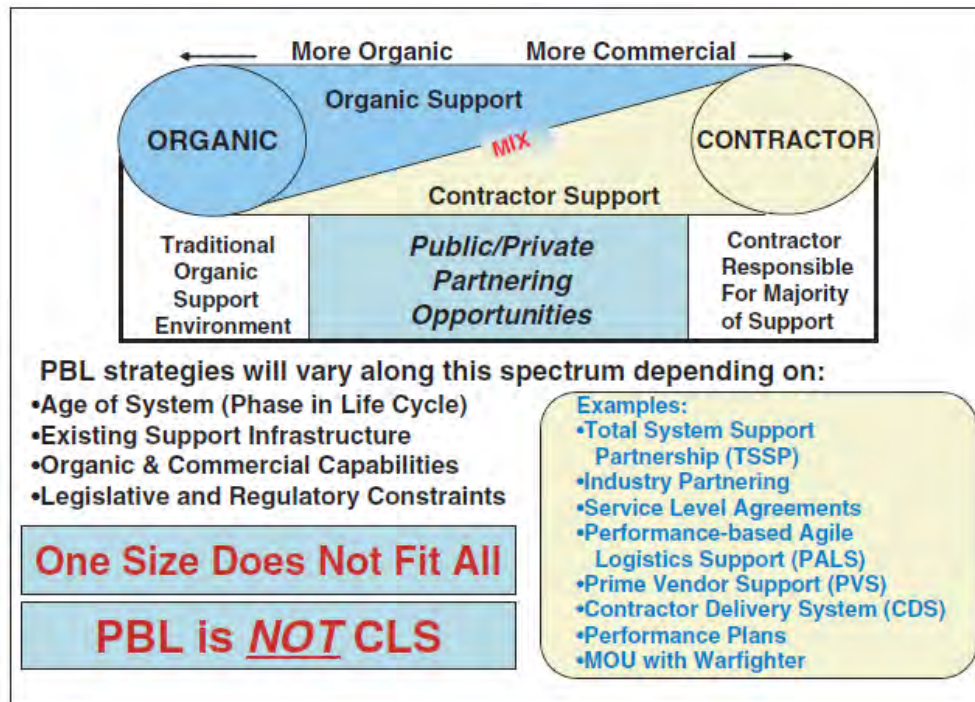 More Organic
More Commercial
Organic Support
ORGANIC
MIX
CONTRACTOR
Contractor Support
Traditional
Organic
Support
Environment
Public/Private
Partnering
Opportunities
Contractor
Responsible
For Majority
of Support
PBL strategies will vary along this spectrum depending on:
•Age of System (Phase in Life Cycle)
•Existing Support Infrastructure
•Organic & Commercial Capabilities
•Legislative and Regulatory Constraints
One Size Does Not Fit All
PBL is NOT CLS
Examples:
•Total System Support
Partnership (TSSP)
•Industry Partnering
•Service Level Agreements
•Performance-based Agile
Logistics Support (PALS)
•Prime Vendor Support (PVS)
•Contractor Delivery System (CDS)
•Performance Plans
•MOU with Warfighter